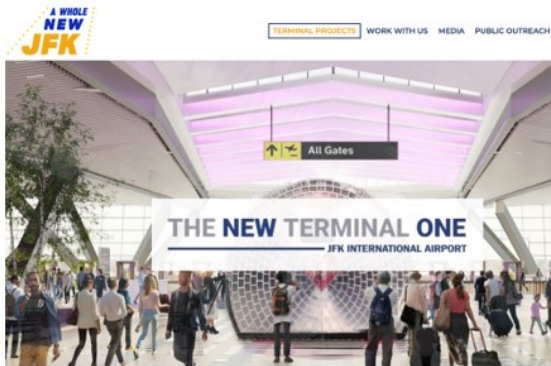 A WHOLE
NEW
JFK
TERMINAL PROJECTS WORK WITH US MEDIA PUBLIC OUTREACH
All Gates
THE NEW TERMINAL ONE
JFK INTERNATIONAL AIRPORT